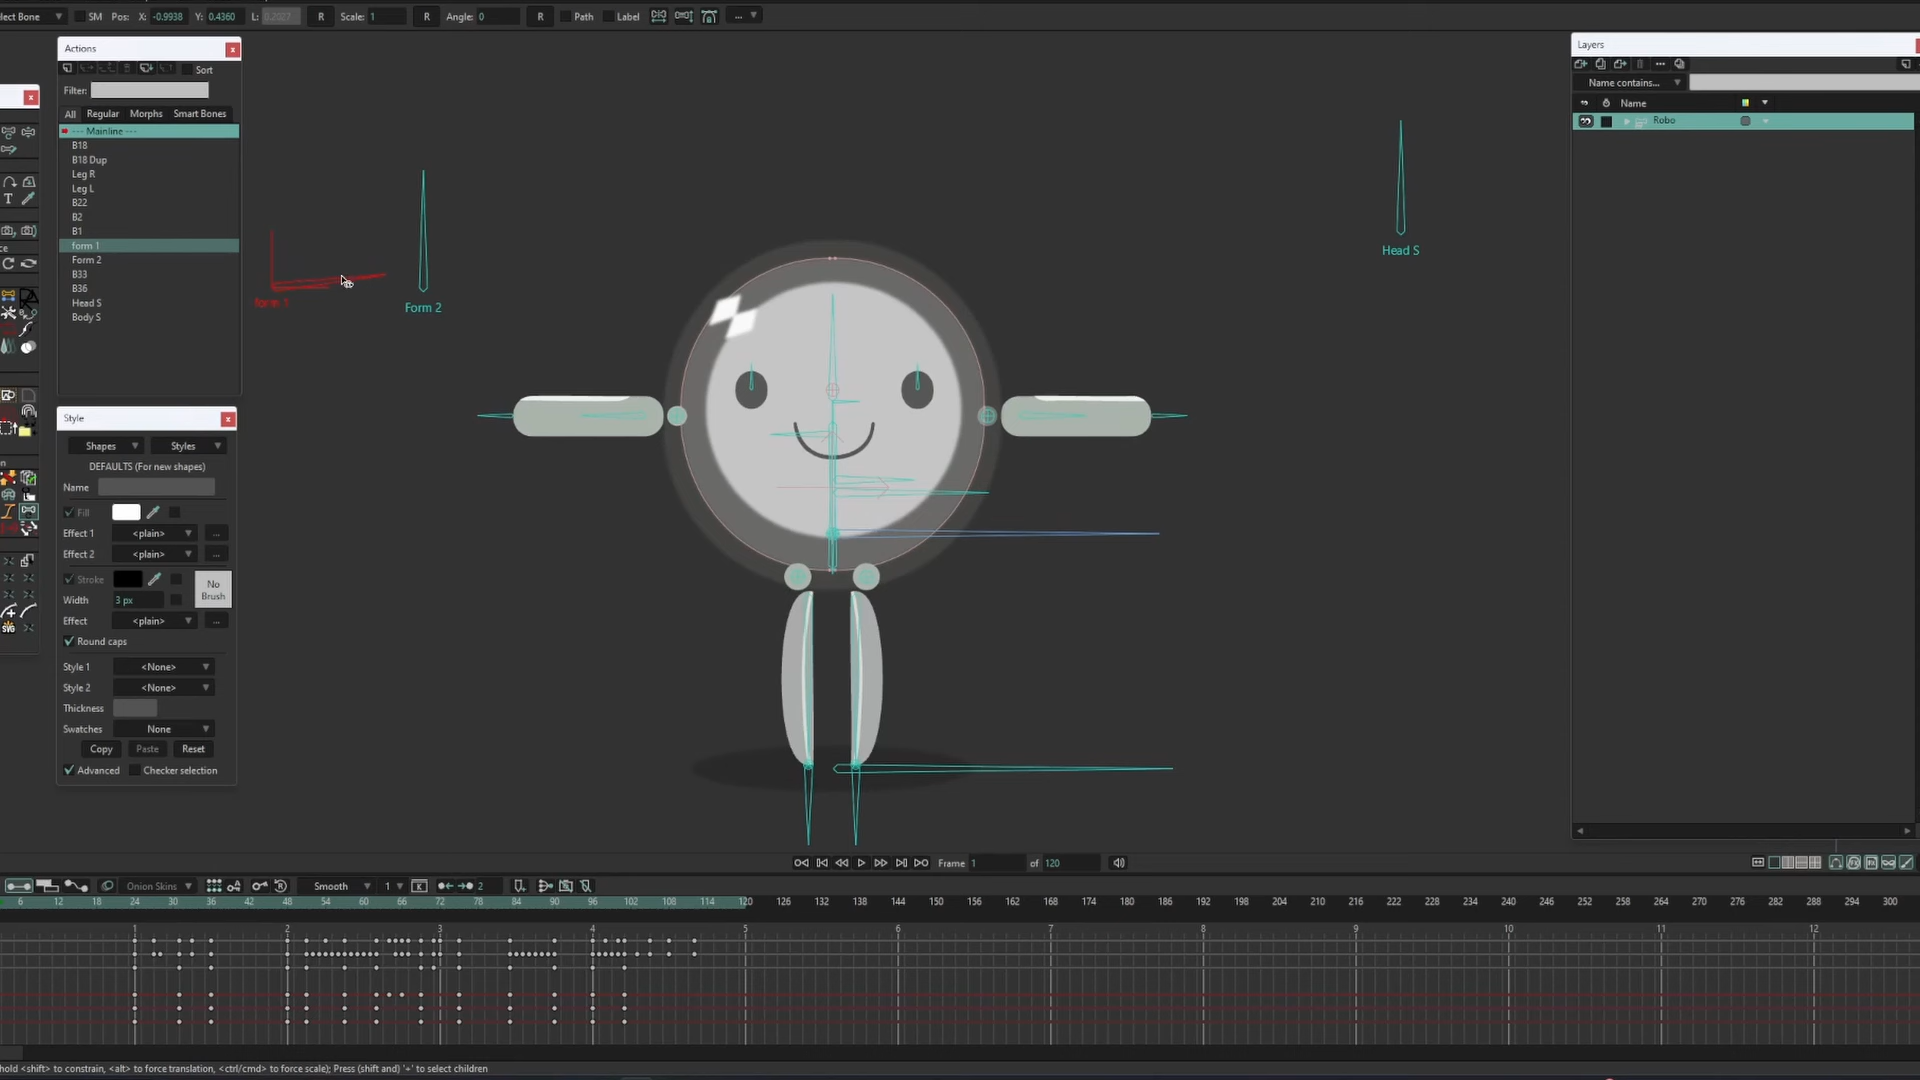 elect Bone SM Pos: X: -0.9938 Y: 0.4360 L: 0.2027 R Scale: 1 R Angle: 0 R Path Label ...
Actions
Sort
Filter:
All Regular Morphs Smart Bones
--- Mainline ---
B18
B18 Dup
Leg R
Leg L
B22
B2
B1
form 1
Form 2
B33
B36
Head S
Body S
form 1
Form 2
Head S
Layers
Name contains...
Name
Robo
Style
Shapes Styles
DEFAULTS (For new shapes)
Name
Fill
Effect 1 <plain> ...
Effect 2 <plain> ...
Stroke No Brush
Width 3 px
Effect <plain> ...
Round caps
Style 1 <None>
Style 2 <None>
Thickness
Swatches None
Copy Paste Reset
Advanced Checker selection
SVG
Frame 1 of 120
Onion Skins Smooth 1 2
6 12 18 24 30 36 42 48 54 60 66 72 78 84 90 96 102 108 114 120 126 132 138 144 150 156 162 168 174 180 186 192 198 204 210 216 222 228 234 240 246 252 258 264 270 276 282 288 294 300
1 2 3 4 5 6 7 8 9 10 11 12
hold <shift> to constrain, <alt> to force translation, <ctrl/cmd> to force scale); Press (shift and) '+' to select children